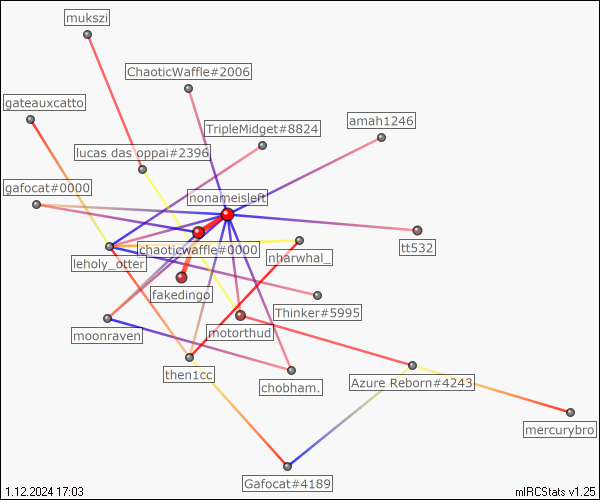 mukszi
ChaoticWaffle#2006
gateauxcatto
TripleMidget#8824
amah1246
lucas das oppai#2396
gafocat#0000
nonameisleft
tt532
chaoticwaffle#0000
nharwhal_
leholy_otter
fakedingo
Thinker#5995
moonraven
motorthud
then1cc
chobham.
Azure Reborn#4243
mercurybro
Gafocat#4189
1.12.2024 17:03
mIRCStats v1.25